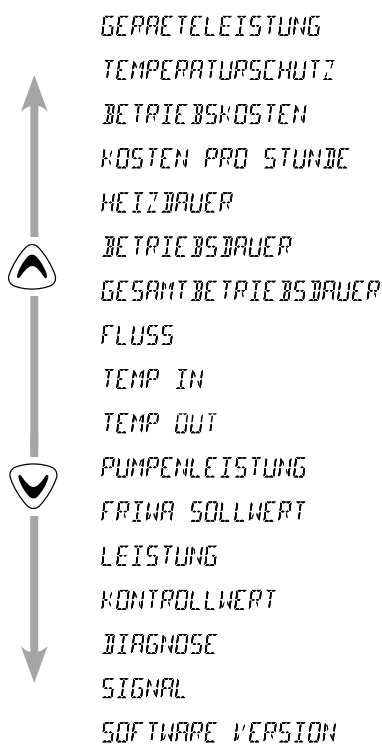 GERAETELEISTUNG
TEMPERATURSCHUTZ
BETRIEBSKOSTEN
KOSTEN PRO STUNDE
HEIZDAUER
BETRIEBSDAUER
GESAMTBETRIEBSDAUER
FLUSS
TEMP IN
TEMP OUT
PUMPENLEISTUNG
FRIWA SOLLWERT
LEISTUNG
KONTROLLWERT
DIAGNOSE
SIGNAL
SOFTWARE VERSION